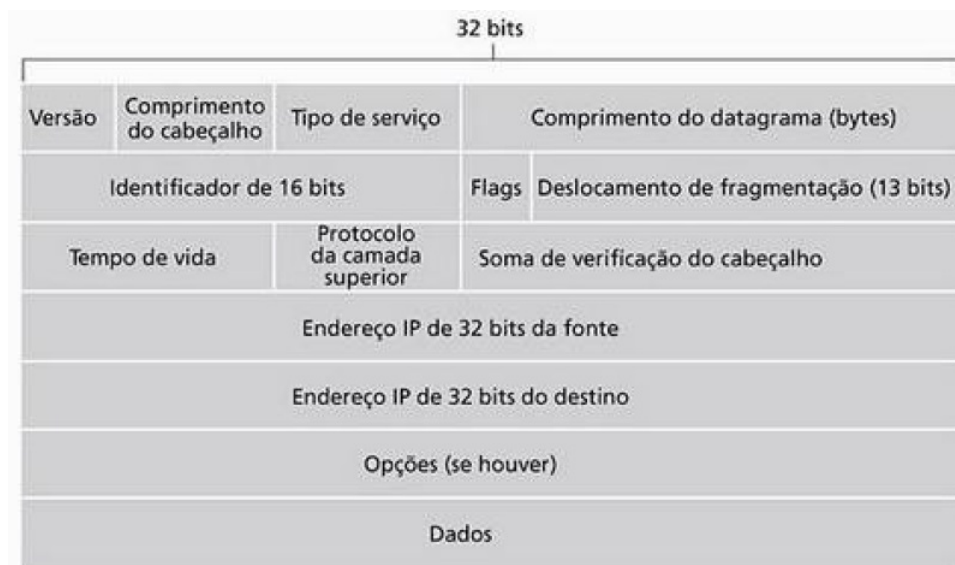 32 bits
Versão
Comprimento
do cabeçalho
Tipo de serviço
Comprimento do datagrama (bytes)
Identificador de 16 bits
Flags
Deslocamento de fragmentação (13 bits)
Tempo de vida
Protocolo
da camada
superior
Soma de verificação do cabeçalho
Endereço IP de 32 bits da fonte
Endereço IP de 32 bits do destino
Opções (se houver)
Dados